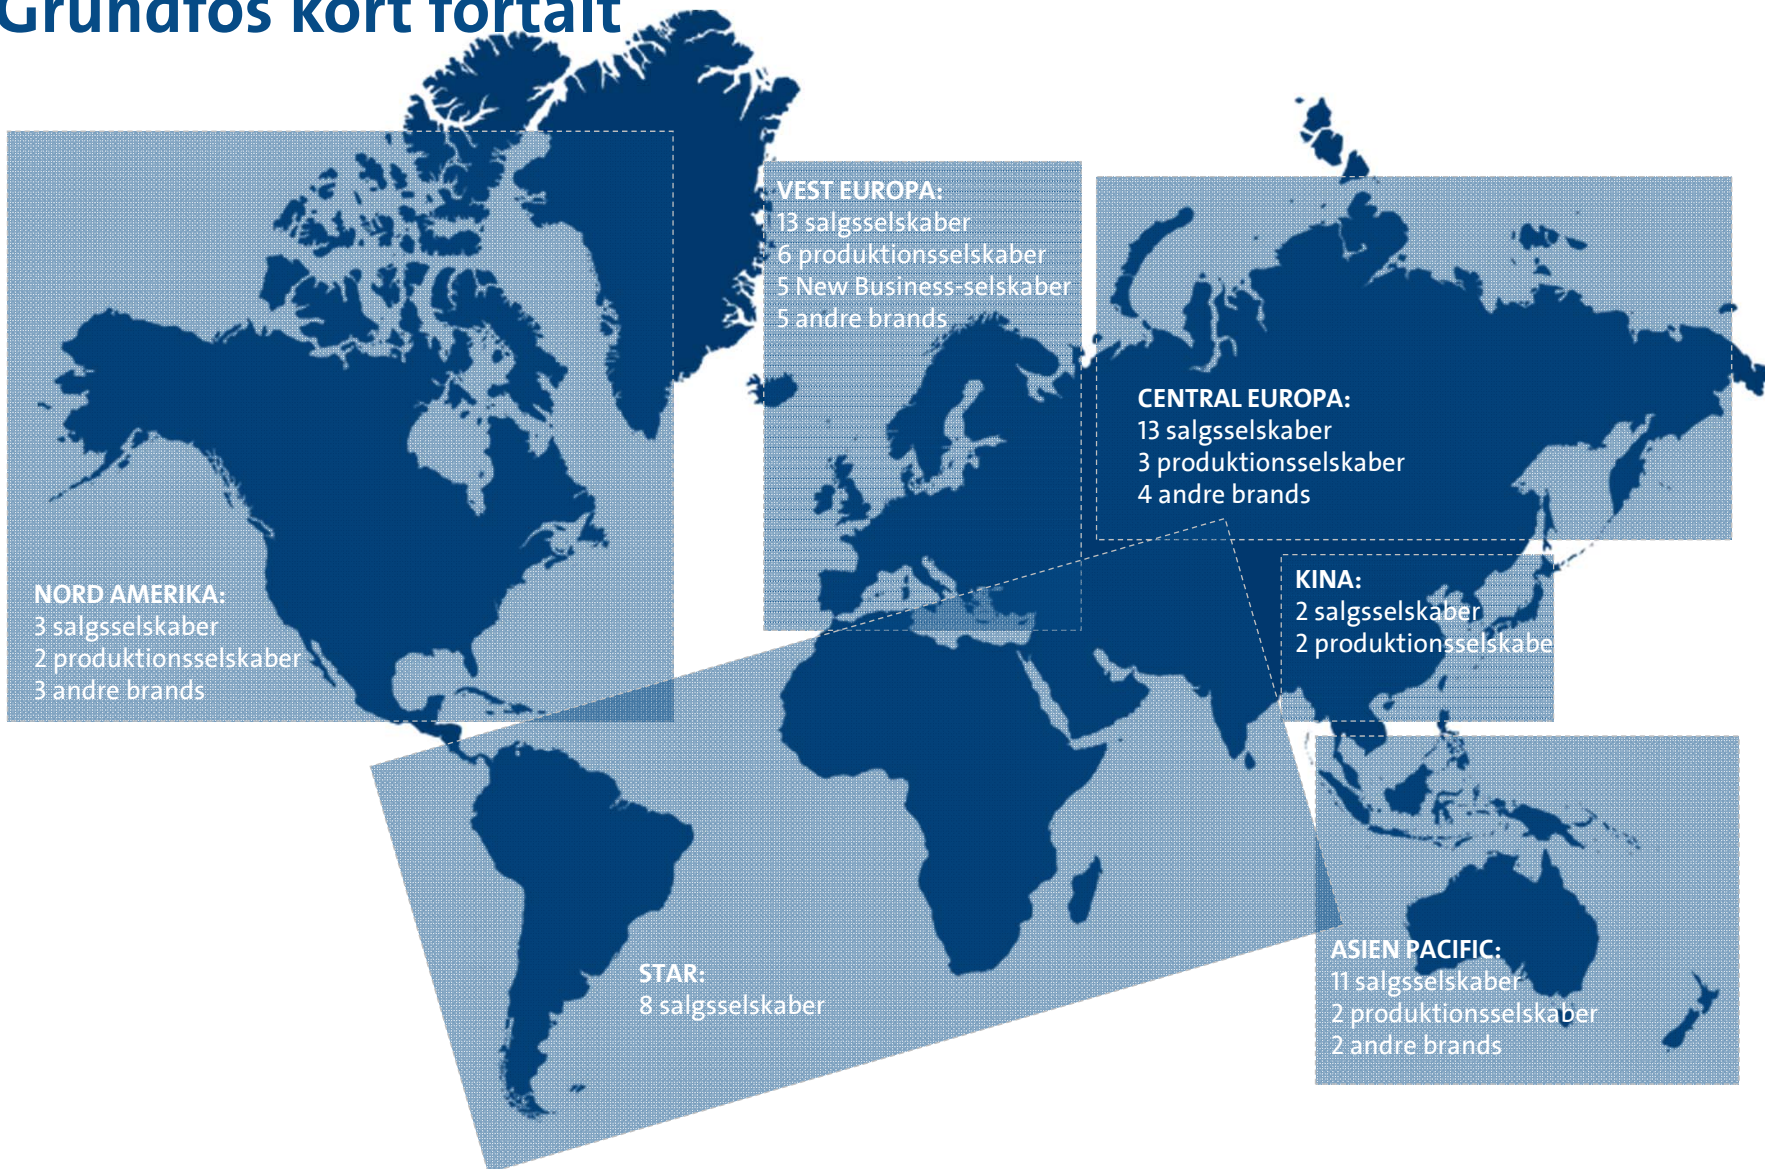 Grundfos kort fortalt
VEST EUROPA:
13 salgsselskaber
6 produktionsselskaber
5 New Business-selskaber
5 andre brands
CENTRAL EUROPA:
13 salgsselskaber
3 produktionsselskaber
4 andre brands
KINA:
2 salgsselskaber
2 produktionsselskabe
NORD AMERIKA:
3 salgsselskaber
2 produktionsselskaber
3 andre brands
STAR:
8 salgsselskaber
ASIEN PACIFIC:
11 salgsselskaber
2 produktionsselskaber
2 andre brands